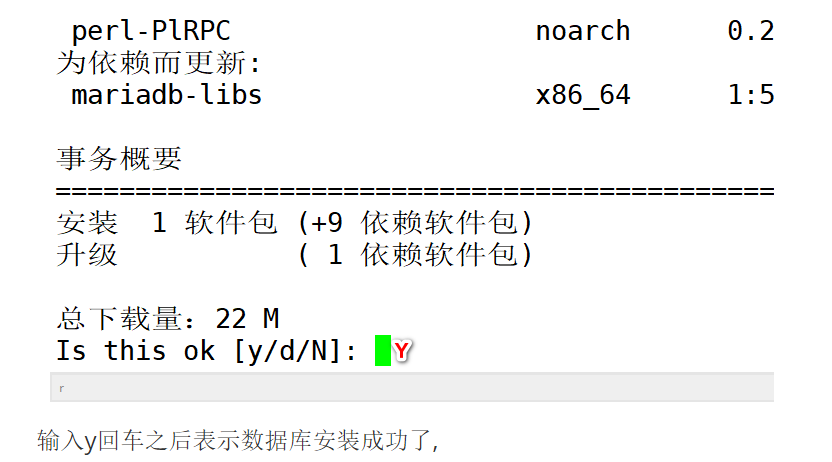 perl-PlRPC noarch 0.2
为依赖而更新:
mariadb-libs x86_64 1:5
事务概要
==============================================
安装 1 软件包 (+9 依赖软件包)
升级 ( 1 依赖软件包)
总下载量：22 M
Is this ok [y/d/N]: Y
r
输入y回车之后表示数据库安装成功了,